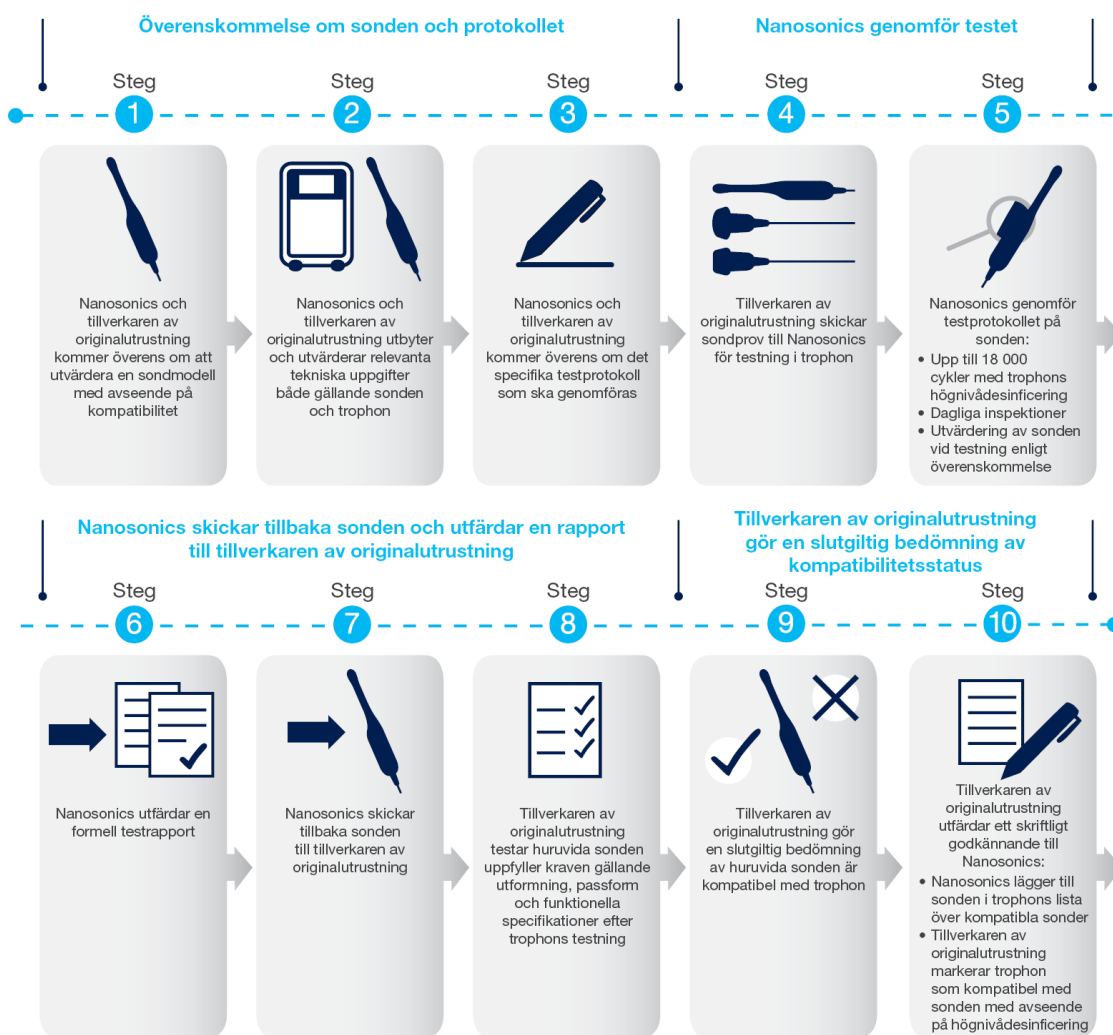 Överenskommelse om sonden och protokollet
Nanosonics genomför testet
Steg
1
Steg
2
Steg
3
Steg
4
Steg
5
Nanosonics och
tillverkaren av
originalutrustning
kommer överens om att
utvärdera en sondmodell
med avseende på
kompatibilitet
Nanosonics och
tillverkaren av
originalutrustning utbyter
och utvärderar relevanta
tekniska uppgifter
både gällande sonden
och trophon
Nanosonics och
tillverkaren av
originalutrustning
kommer överens om det
specifika testprotokoll
som ska genomföras
Tillverkaren av
originalutrustning skickar
sondprov till Nanosonics
för testning i trophon
Nanosonics genomför
testprotokollet på
sonden:
• Upp till 18 000
cykler med trophons
högnivådesinficering
• Dagliga inspektioner
• Utvärdering av sonden
vid testning enligt
överenskommelse
Nanosonics skickar tillbaka sonden och utfärdar en rapport
till tillverkaren av originalutrustning
Tillverkaren av originalutrustning
gör en slutgiltig bedömning av
kompatibilitetsstatus
Steg
6
Steg
7
Steg
8
Steg
9
Steg
10
Nanosonics utfärdar en
formell testrapport
Nanosonics skickar
tillbaka sonden
till tillverkaren av
originalutrustning
Tillverkaren av
originalutrustning
testar huruvida sonden
uppfyller kraven gällande
utformning, passform
och funktionella
specifikationer efter
trophons testning
Tillverkaren av
originalutrustning gör
en slutgiltig bedömning
av huruvida sonden är
kompatibel med trophon
Tillverkaren av
originalutrustning
utfärdar ett skriftligt
godkännande till
Nanosonics:
• Nanosonics lägger till
sonden i trophons lista
över kompatibla sonder
• Tillverkaren av
originalutrustning
markerar trophon
som kompatibel med
sonden med avseende
på högnivådesinficering